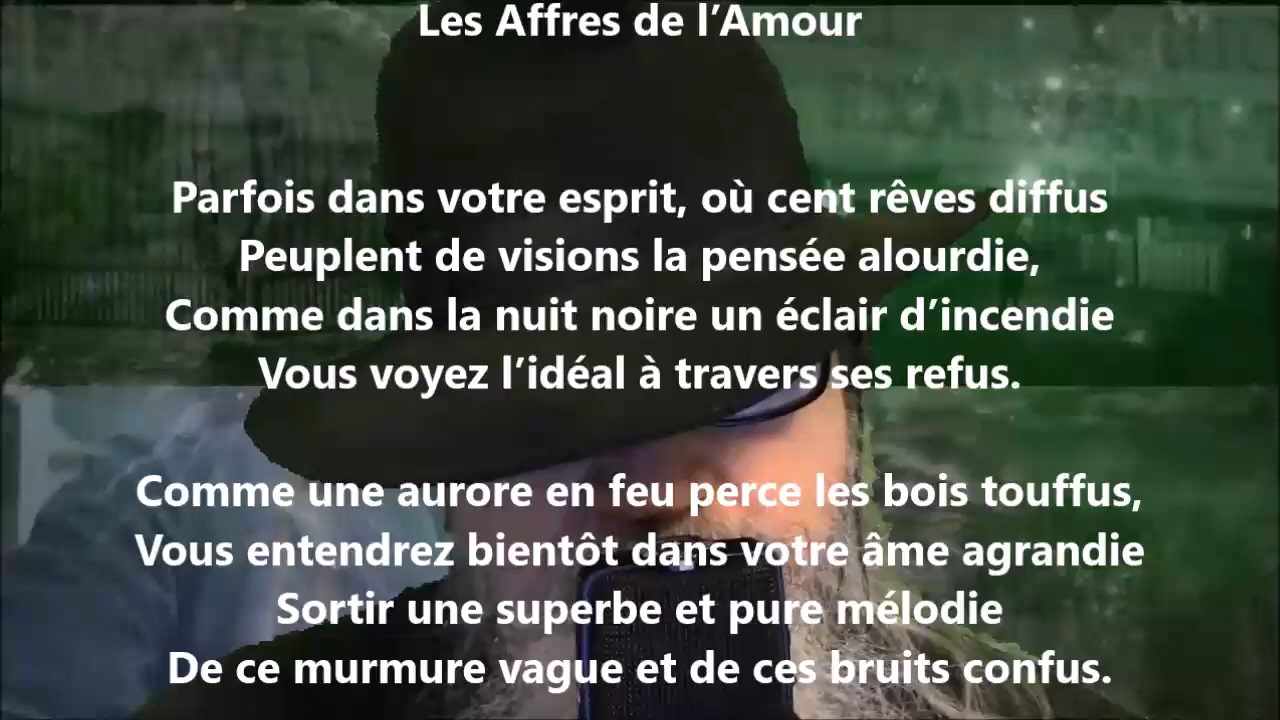 Les Affres de l’Amour
Parfois dans votre esprit, où cent rêves diffus
Peuplent de visions la pensée alourdie,
Comme dans la nuit noire un éclair d’incendie
Vous voyez l’idéal à travers ses refus.
Comme une aurore en feu perce les bois touffus,
Vous entendrez bientôt dans votre âme agrandie
Sortir une superbe et pure mélodie
De ce murmure vague et de ces bruits confus.